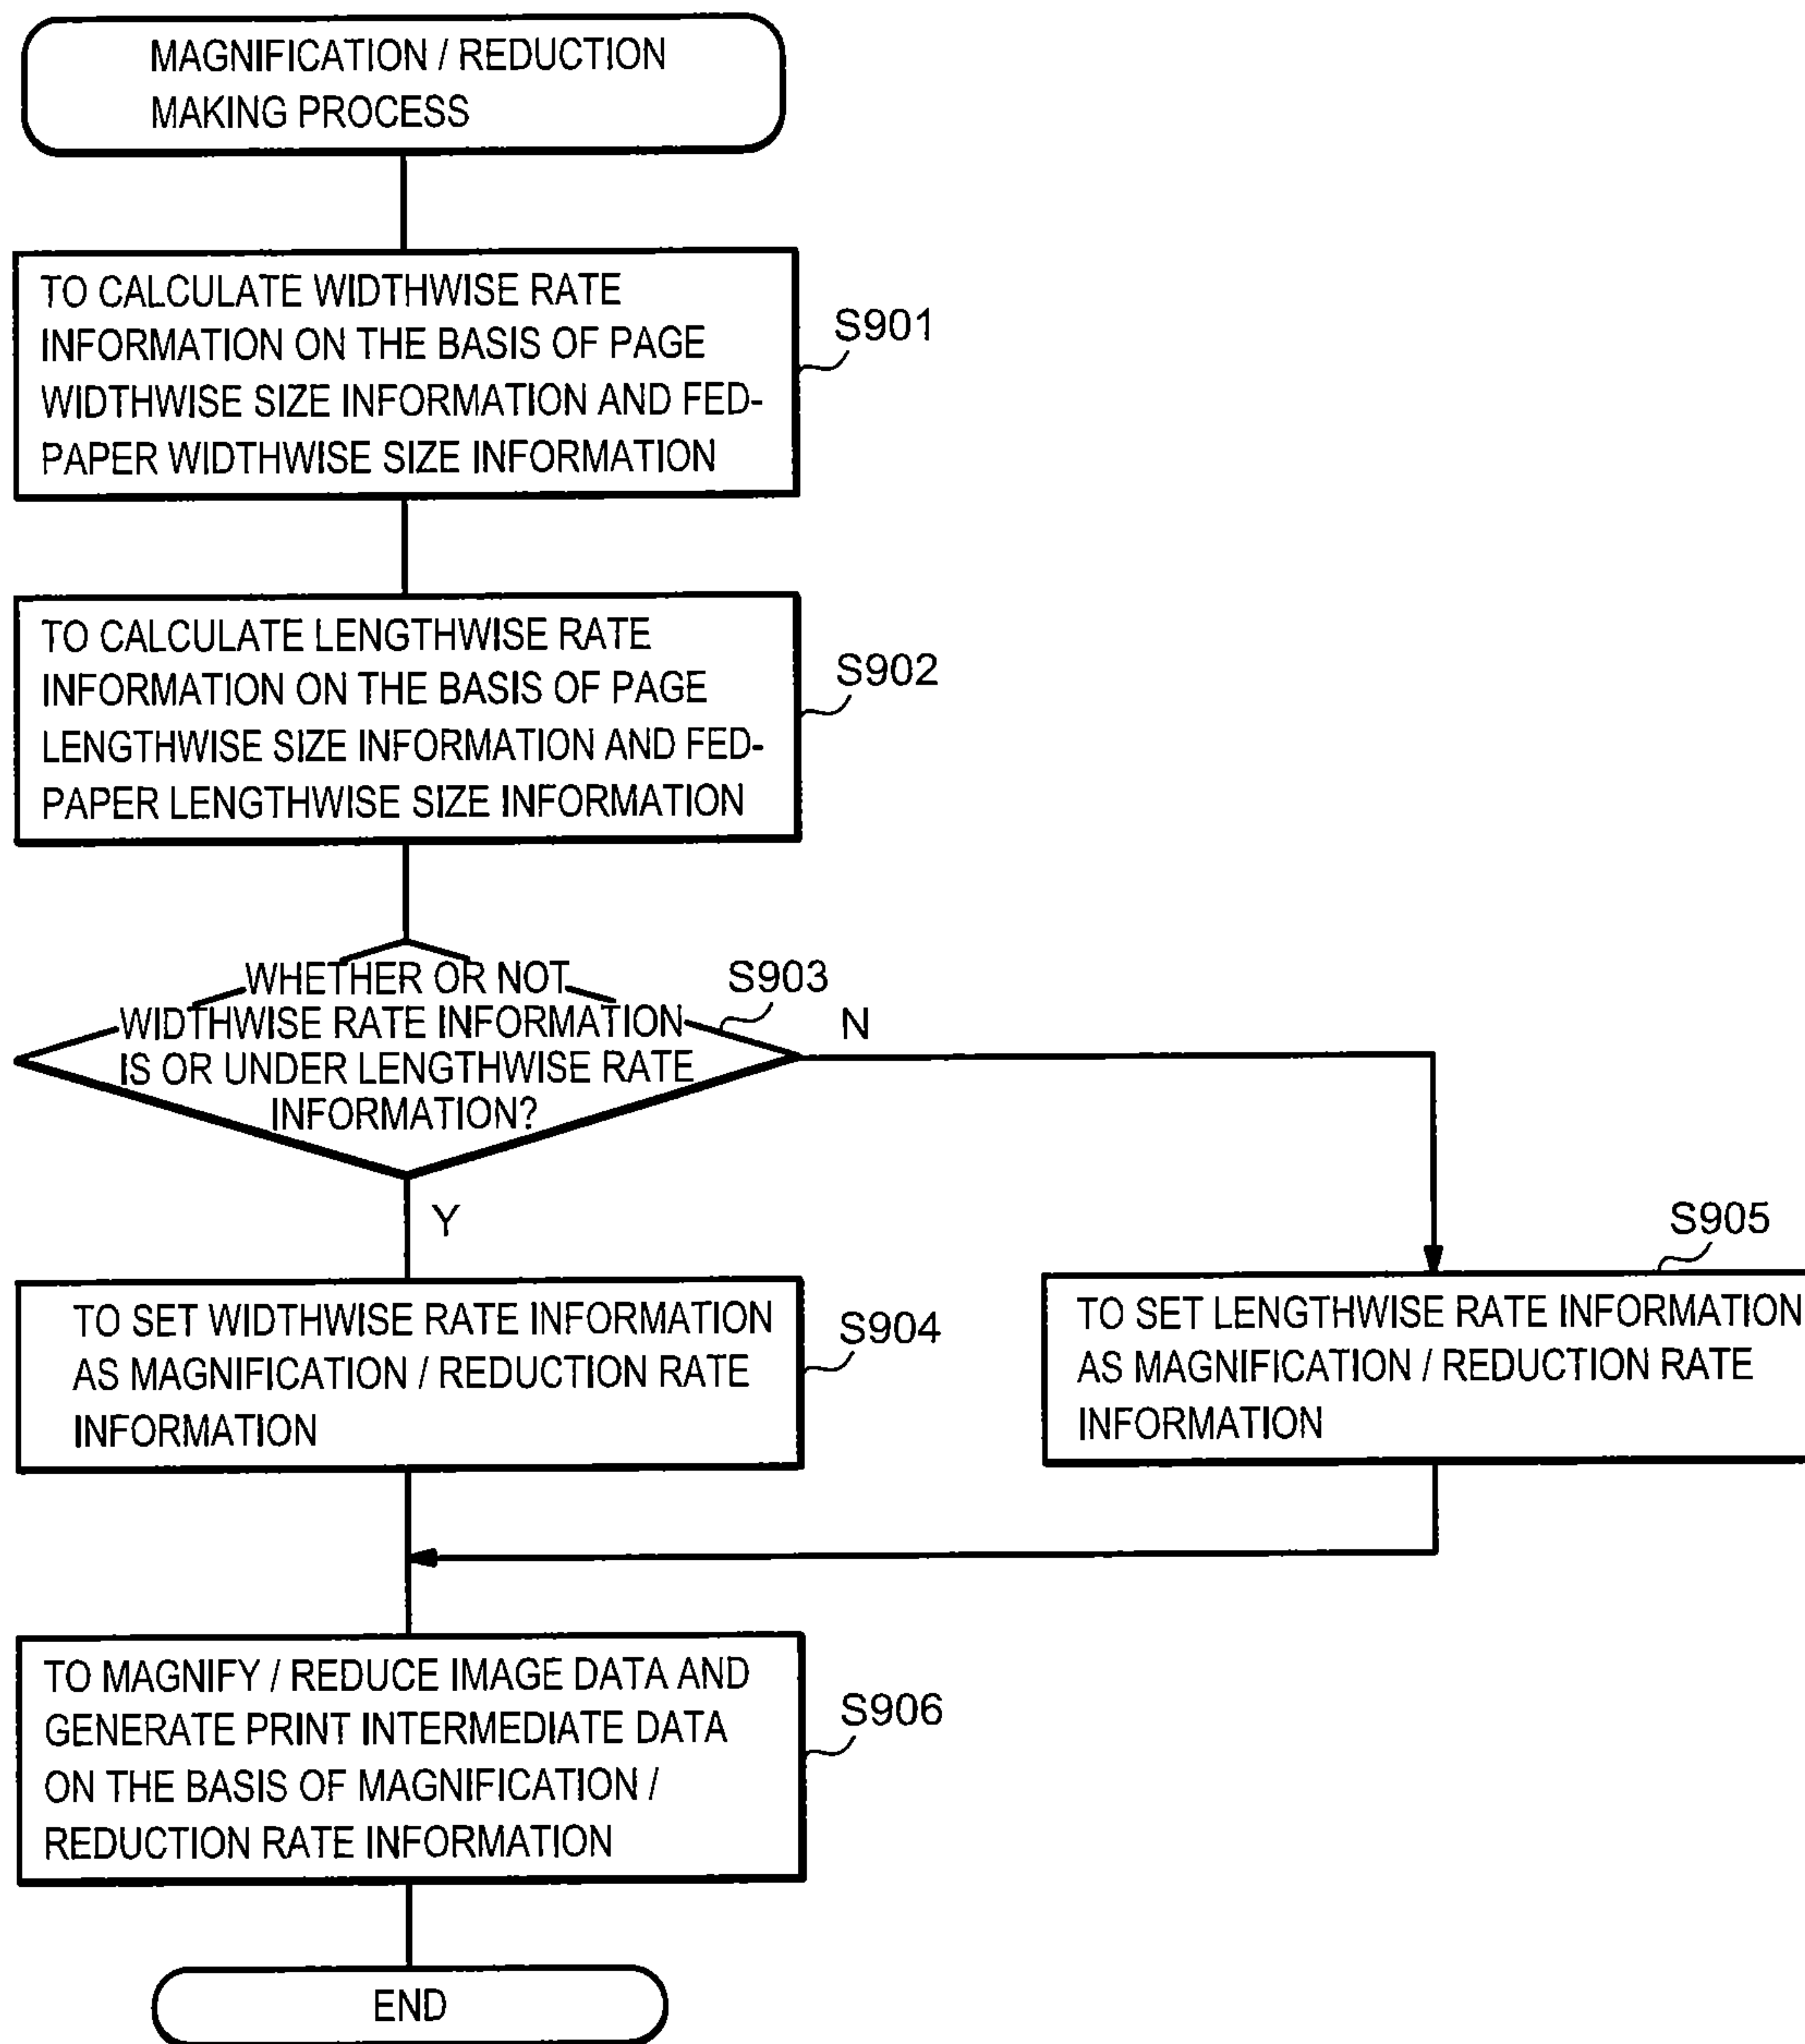 MAGNIFICATION / REDUCTION
MAKING PROCESS
TO CALCULATE WIDTHWISE RATE
INFORMATION ON THE BASIS OF PAGE
WIDTHWISE SIZE INFORMATION AND FED-
PAPER WIDTHWISE SIZE INFORMATION
S901
TO CALCULATE LENGTHWISE RATE
INFORMATION ON THE BASIS OF PAGE
LENGTHWISE SIZE INFORMATION AND FED-
PAPER LENGTHWISE SIZE INFORMATION
S902
WHETHER OR NOT
WIDTHWISE RATE INFORMATION
IS OR UNDER LENGTHWISE RATE
INFORMATION?
S903
N
Y
TO SET WIDTHWISE RATE INFORMATION
AS MAGNIFICATION / REDUCTION RATE
INFORMATION
S904
S905
TO SET LENGTHWISE RATE INFORMATION
AS MAGNIFICATION / REDUCTION RATE
INFORMATION
TO MAGNIFY / REDUCE IMAGE DATA AND
GENERATE PRINT INTERMEDIATE DATA
ON THE BASIS OF MAGNIFICATION /
REDUCTION RATE INFORMATION
S906
END